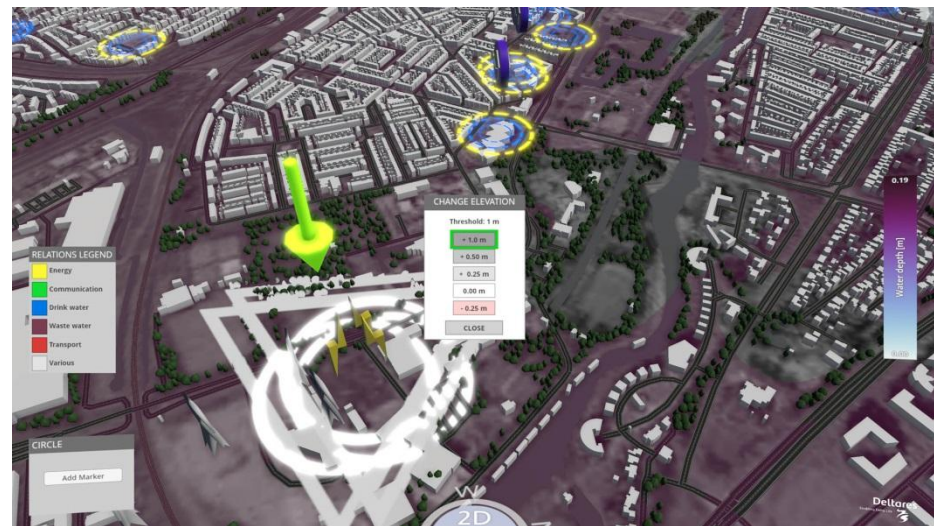 CHANGE ELEVATION
Threshold: 1 m
+ 1.0 m
+ 0.50 m
+ 0.25 m
0.00 m
- 0.25 m
CLOSE
0.19
Water depth [m]
RELATIONS LEGEND
Energy
Communication
Drink water
Waste water
Transport
Various
CIRCLE
Add Marker
2D
Deltares